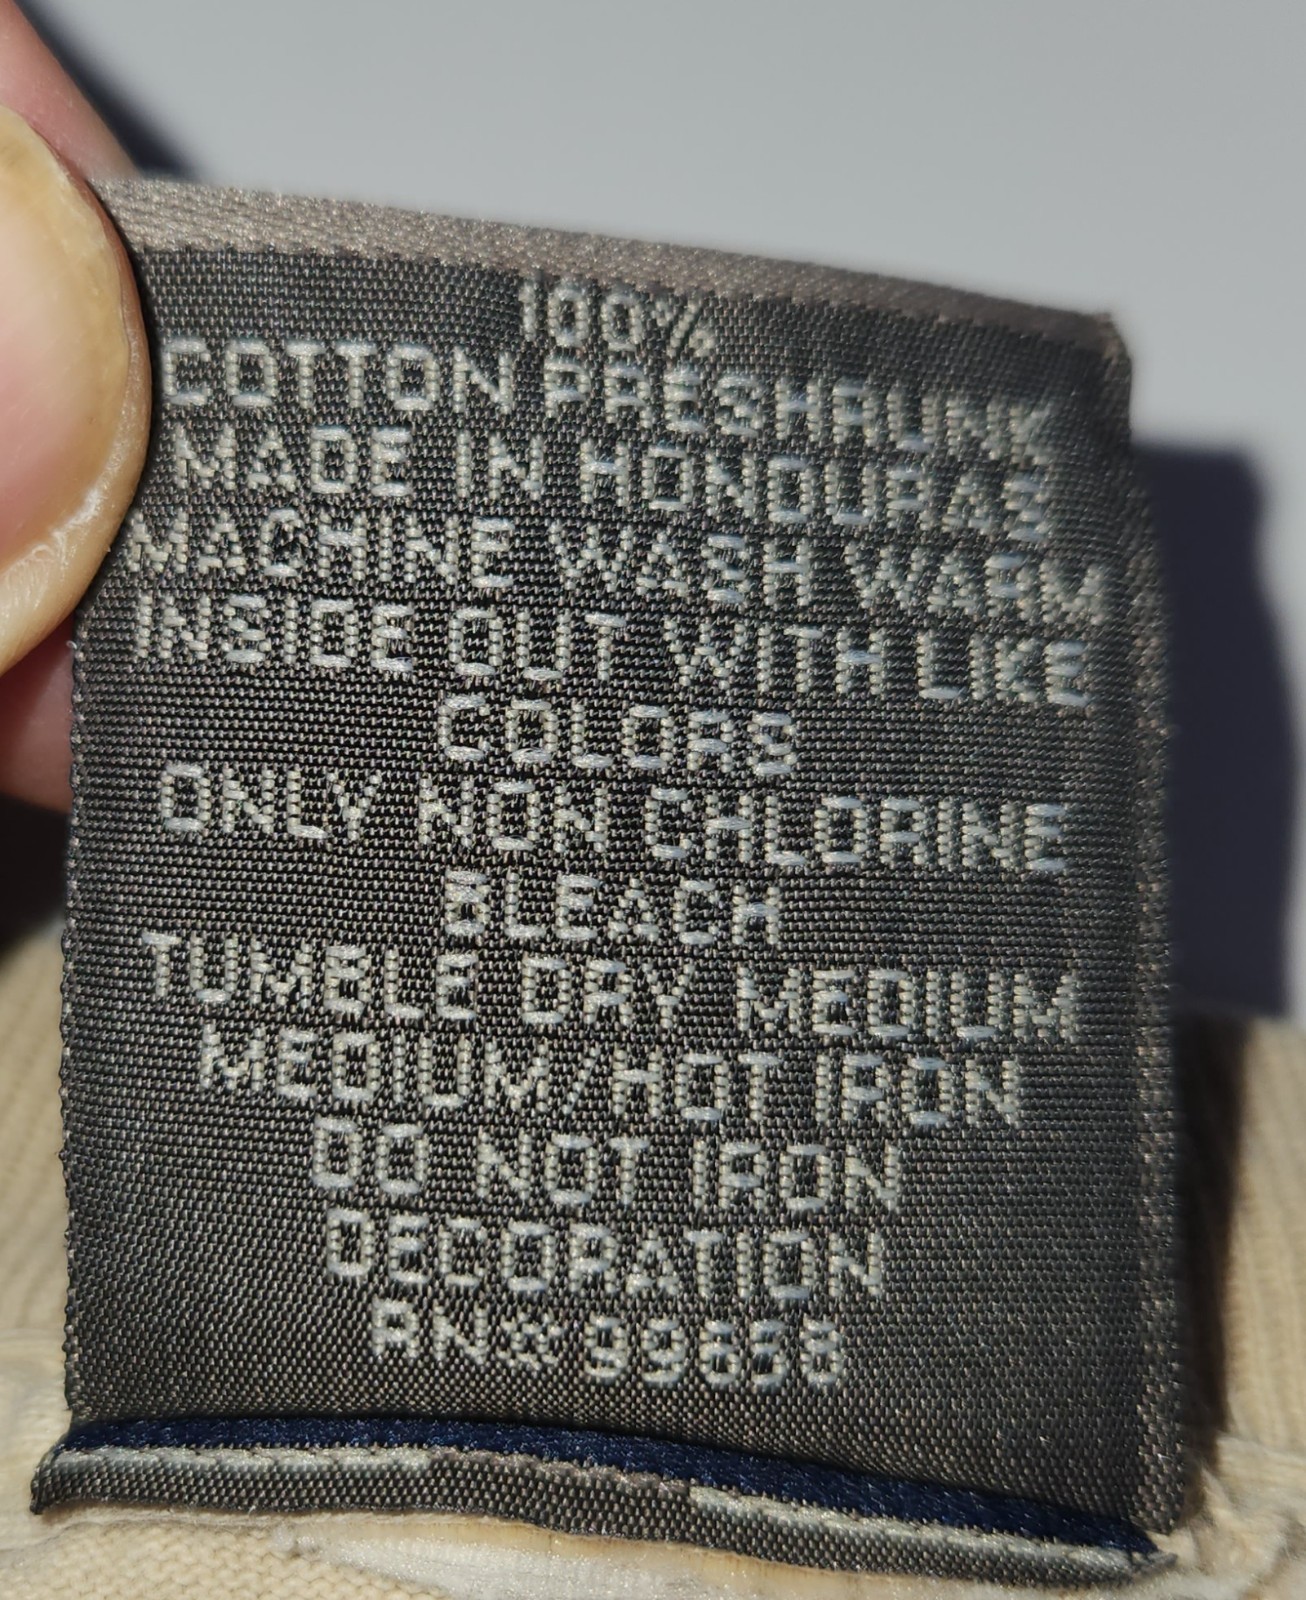 100%
COTTON PRESHRUNK
MADE IN HONDURAS
MACHINE WASH WARM
INSIDE OUT WITH LIKE
COLORS
ONLY NON CHLORINE
BLEACH
TUMBLE DRY MEDIUM
MEDIUM/HOT IRON
DO NOT IRON
DECORATION
RN